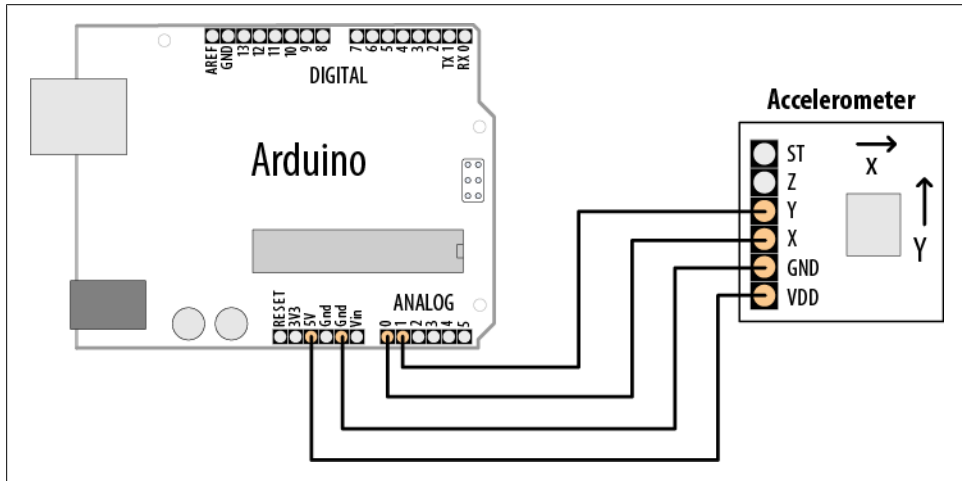 AREF GND 13 12 11 10 9 8 7 6 5 4 3 2 TX 1 RX 0
DIGITAL
Arduino
ANALOG
RESET 3V3 5V Gnd Gnd Vin 0 1 2 3 4 5
Accelerometer
ST
Z
Y
X
GND
VDD
X
Y